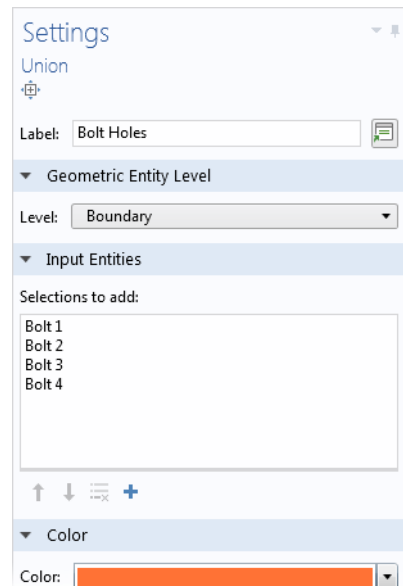 Settings
Union
Label: Bolt Holes
Geometric Entity Level
Level: Boundary
Input Entities
Selections to add:
Bolt 1
Bolt 2
Bolt 3
Bolt 4
Color
Color: